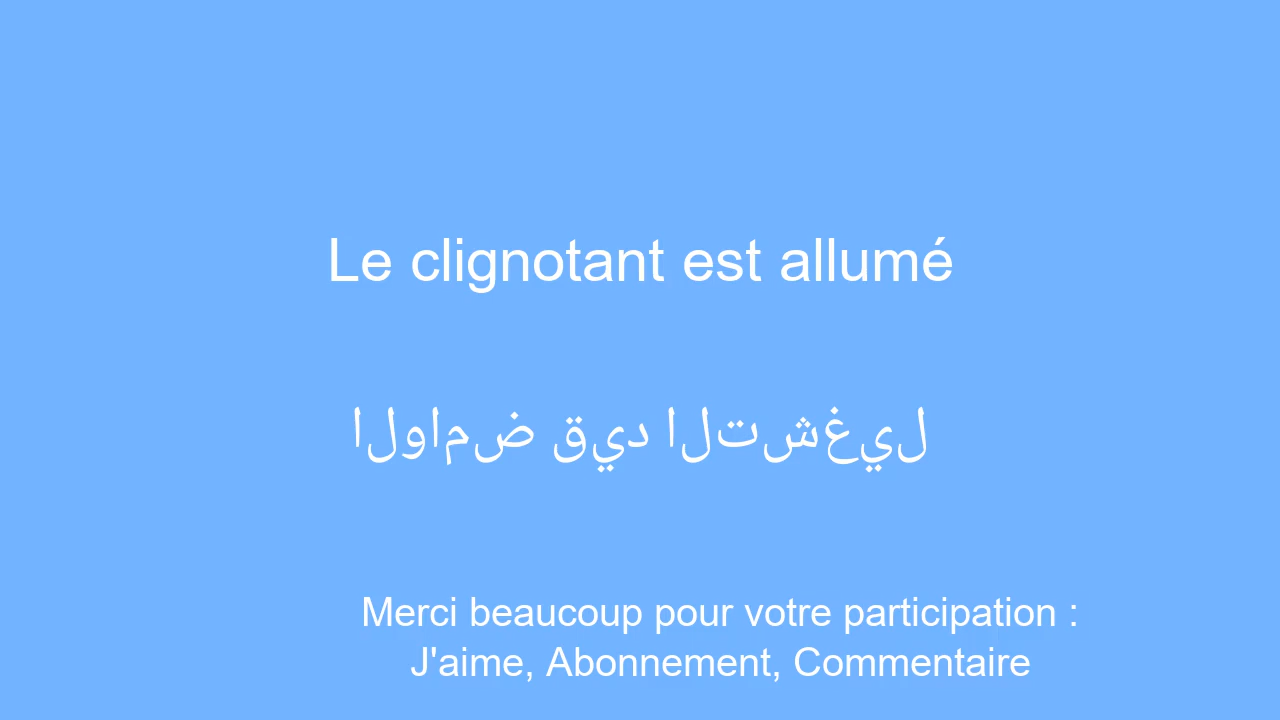 Le clignotant est allumé
الوامض قيد التشغيل
Merci beaucoup pour votre participation :
J'aime, Abonnement, Commentaire